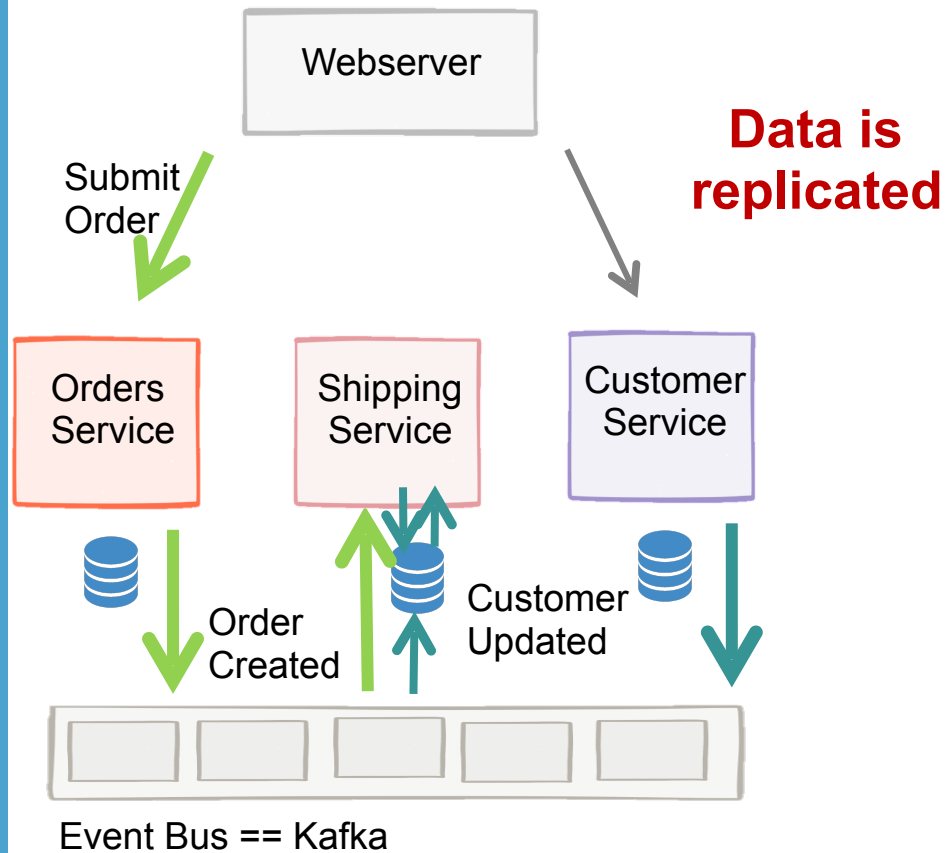 Webserver
Data is
replicated
Submit
Order
Orders
Service
Shipping
Service
Customer
Service
Order
Created
Customer
Updated
Event Bus == Kafka